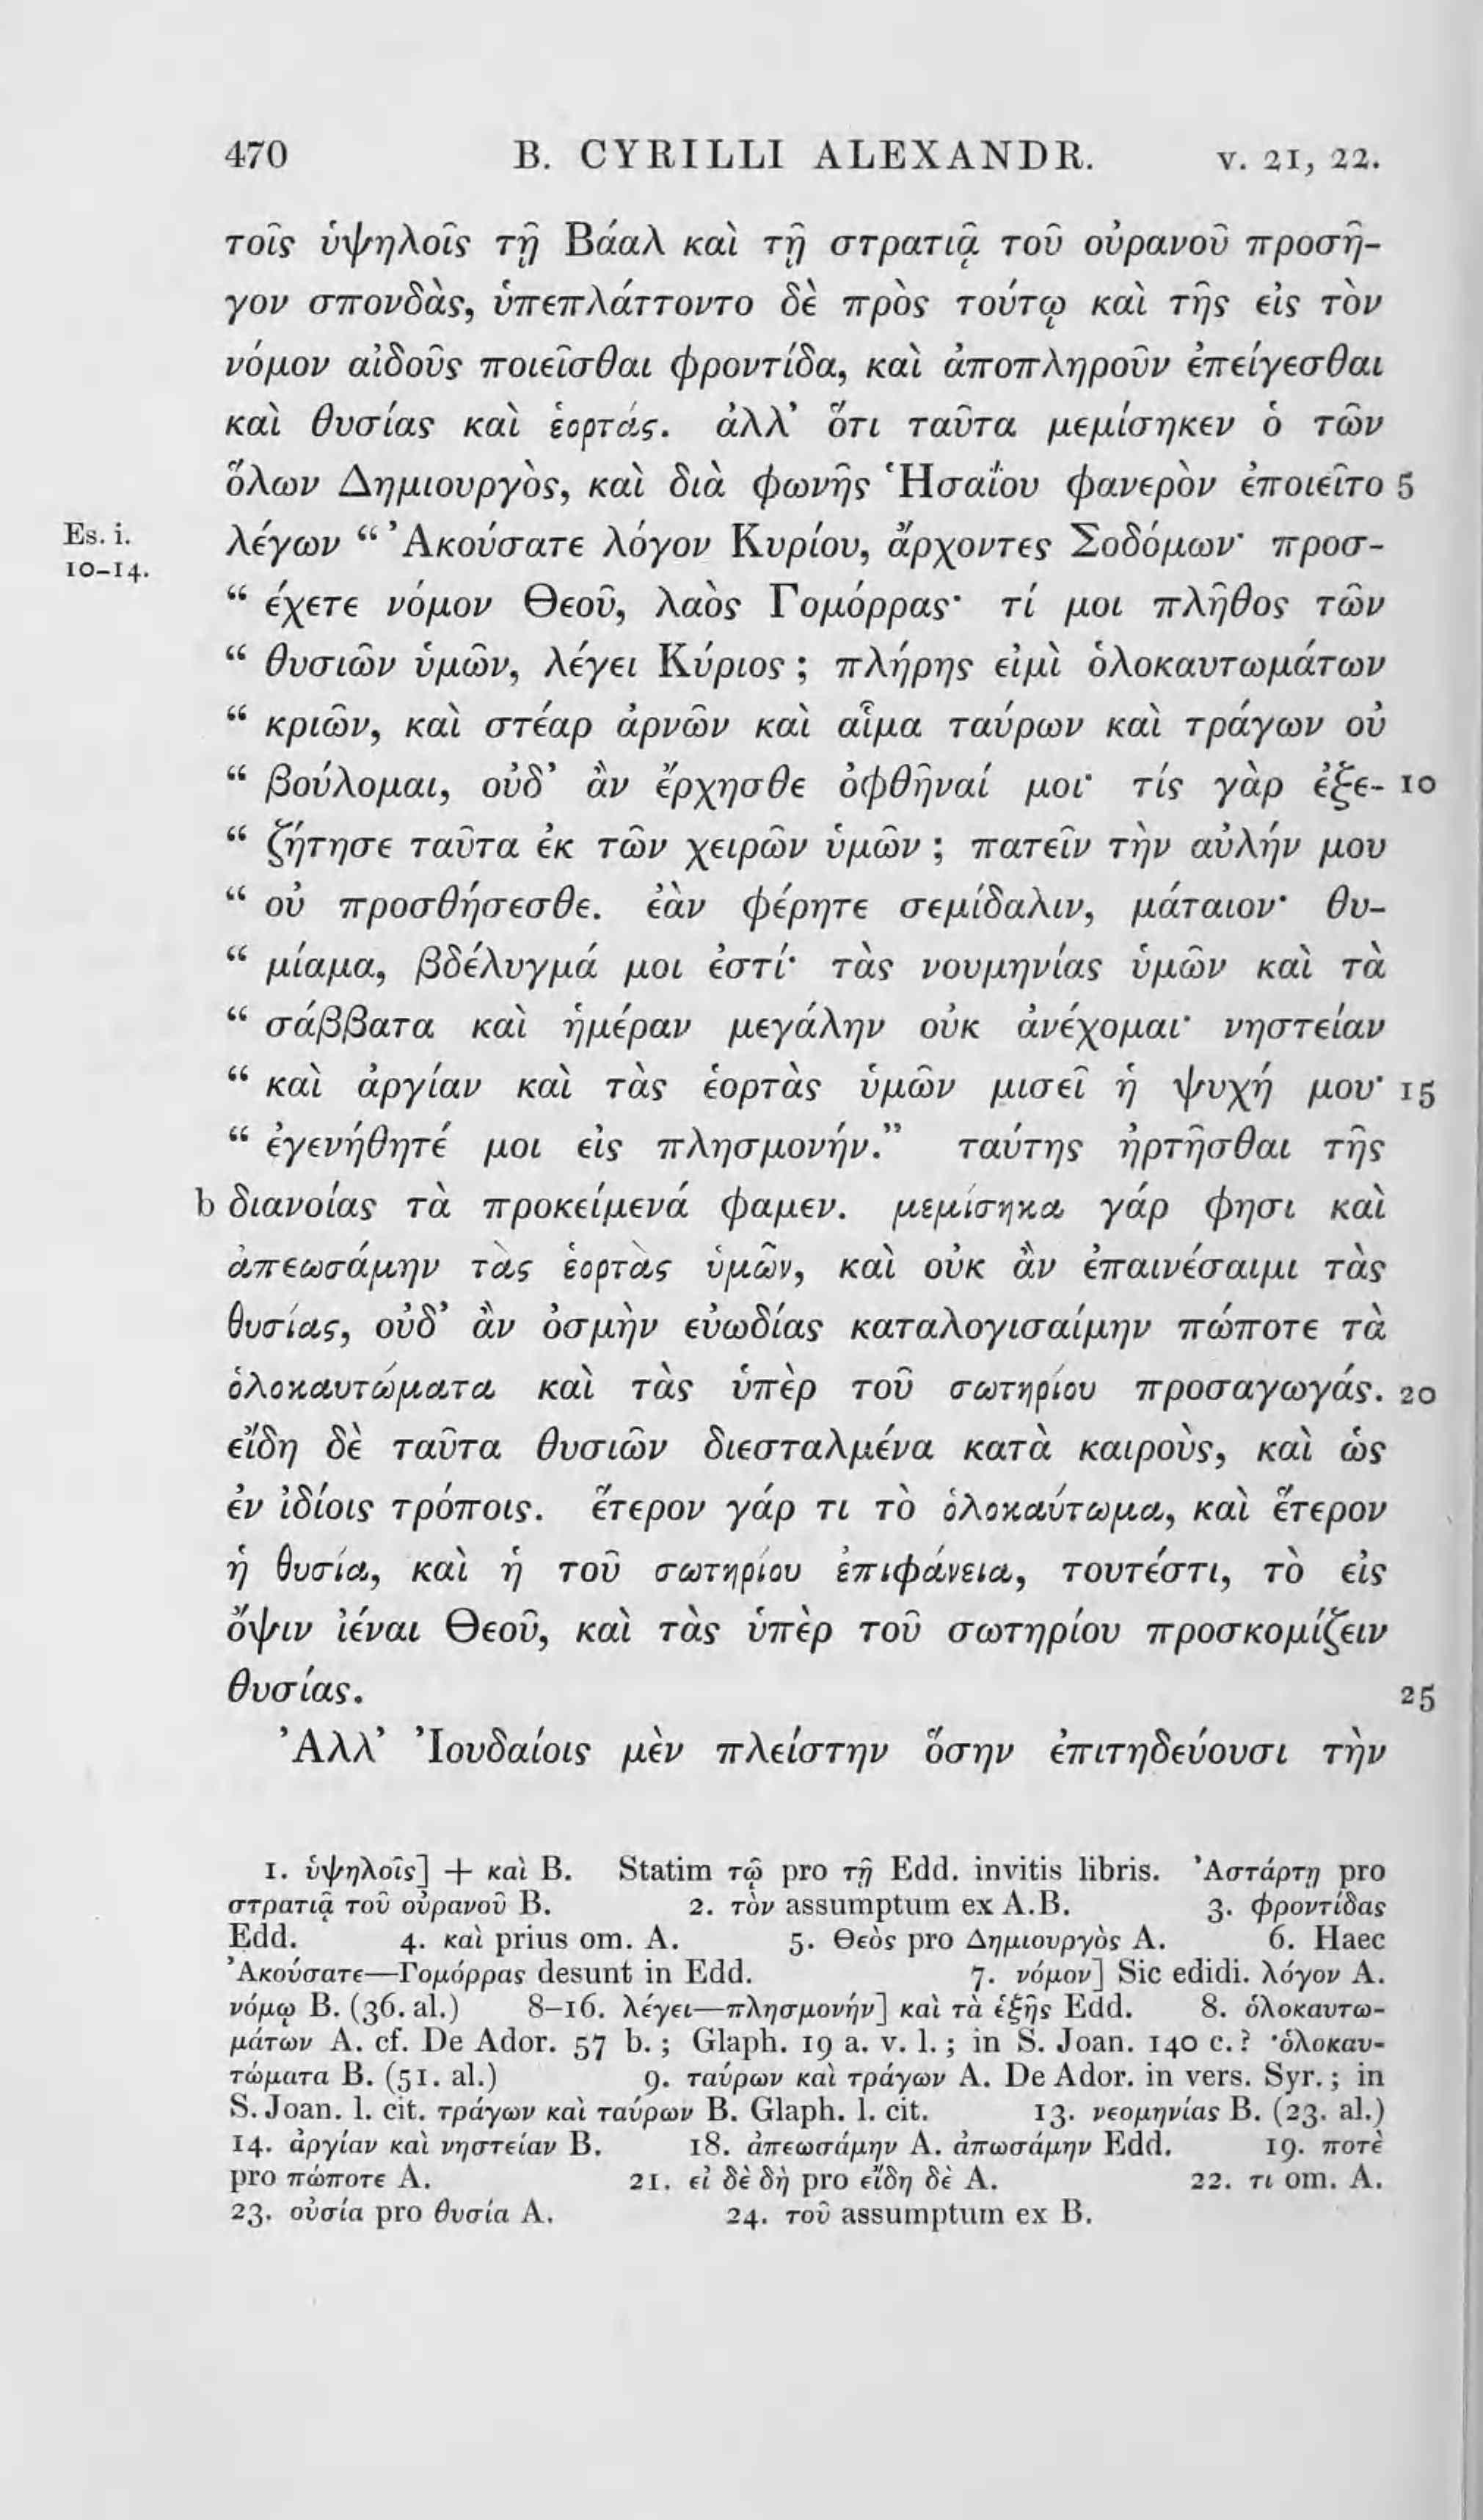 470 B. CYRILLI ALEXANDR. v. 21, 22.
τοῖς ὑψηλοῖς τῇ Βάαλ καὶ τῇ στρατιᾷ τοῦ οὐρανοῦ προσῆ-
γον σπονδὰς, ὑπεπλάττοντο δὲ πρὸς τούτῳ καὶ τῆς εἰς τὸν
νόμον αἰδοῦς ποιεῖσθαι φροντίδα, καὶ ἀποπληροῦν ἐπείγεσθαι
καὶ θυσίας καὶ ἑορτάς. ἀλλ’ ὅτι ταῦτα μεμίσηκεν ὁ τῶν
ὅλων Δημιουργὸς, καὶ διὰ φωνῆς Ἡσαΐου φανερὸν ἐποιεῖτο 5
Es. i.
10-14.
λέγων “ Ἀκούσατε λόγον Κυρίου, ἄρχοντες Σοδόμων· προσ-
“ έχετε νόμον Θεοῦ, λαὸς Γομόρρας· τί μοι πλῆθος τῶν
“ θυσιῶν ὑμῶν, λέγει Κύριος ; πλήρης εἰμὶ ὁλοκαυτωμάτων
“ κριῶν, καὶ στέαρ ἀρνῶν καὶ αἷμα ταύρων καὶ τράγων οὐ
“ βούλομαι, οὐδ’ ἂν ἔρχησθε ὀφθῆναί μοι· τίς γὰρ ἐξε- 10
“ ζήτησε ταῦτα ἐκ τῶν χειρῶν ὑμῶν ; πατεῖν τὴν αὐλήν μου
“ οὐ προσθήσεσθε. ἐὰν φέρητε σεμίδαλιν, μάταιον· θυ-
“ μίαμα, βδέλυγμά μοι ἐστί· τὰς νουμηνίας ὑμῶν καὶ τὰ
“ σάββατα καὶ ἡμέραν μεγάλην οὐκ ἀνέχομαι· νηστείαν
“ καὶ ἀργίαν καὶ τὰς ἑορτὰς ὑμῶν μισεῖ ἡ ψυχή μου· 15
“ ἐγενήθητέ μοι εἰς πλησμονήν.” ταύτης ἠρτῆσθαι τῆς
b διανοίας τὰ προκείμενά φαμεν. μεμίσηκα γάρ φησι καὶ
ἀπεωσάμην τὰς ἑορτὰς ὑμῶν, καὶ οὐκ ἂν ἐπαινέσαιμι τὰς
θυσίας, οὐδ’ ἂν ὀσμὴν εὐωδίας καταλογισαίμην πώποτε τὰ
ὁλοκαυτώματα καὶ τὰς ὑπὲρ τοῦ σωτηρίου προσαγωγάς. 20
εἴδη δὲ ταῦτα θυσιῶν διεσταλμένα κατὰ καιροὺς, καὶ ὡς
ἐν ἰδίοις τρόποις. ἕτερον γάρ τι τὸ ὁλοκαύτωμα, καὶ ἕτερον
ἡ θυσία, καὶ ἡ τοῦ σωτηρίου ἐπιφάνεια, τουτέστι, τὸ εἰς
ὄψιν ἰέναι Θεοῦ, καὶ τὰς ὑπὲρ τοῦ σωτηρίου προσκομίζειν
θυσίας. 25
Ἀλλ’ Ἰουδαίοις μὲν πλείστην ὅσην ἐπιτηδεύουσι τὴν
1. ὑψηλοῖς] + καὶ B. Statim τῷ pro τῇ Edd. invitis libris. Ἀστάρτῃ pro
στρατιᾷ τοῦ οὐρανοῦ B. 2. τὸν assumptum ex A.B. 3. φροντίδας
Edd. 4. καὶ prius om. A. 5. Θεὸς pro Δημιουργὸς A. 6. Haec
Ἀκούσατε—Γομόρρας desunt in Edd. 7. νόμον] Sic edidi. λόγον A.
νόμῳ B. (36. al.) 8-16. λέγει—πλησμονήν] καὶ τὰ ἑξῆς Edd. 8. ὁλοκαυτω-
μάτων A. cf. De Ador. 57 b. ; Glaph. 19 a. v. l. ; in S. Joan. 140 c. ? ὁλοκαυ-
τώματα B. (51. al.) 9. ταύρων καὶ τράγων A. De Ador. in vers. Syr. ; in
S. Joan. l. cit. τράγων καὶ ταύρων B. Glaph. l. cit. 13. νεομηνίας B. (23. al.)
14. ἀργίαν καὶ νηστείαν B. 18. ἀπεωσάμην A. ἀπωσάμην Edd. 19. ποτὲ
pro πώποτε A. 21. εἰ δὲ δὴ pro εἴδη δὲ A. 22. τι om. A.
23. οὐσία pro θυσία A. 24. τοῦ assumptum ex B.